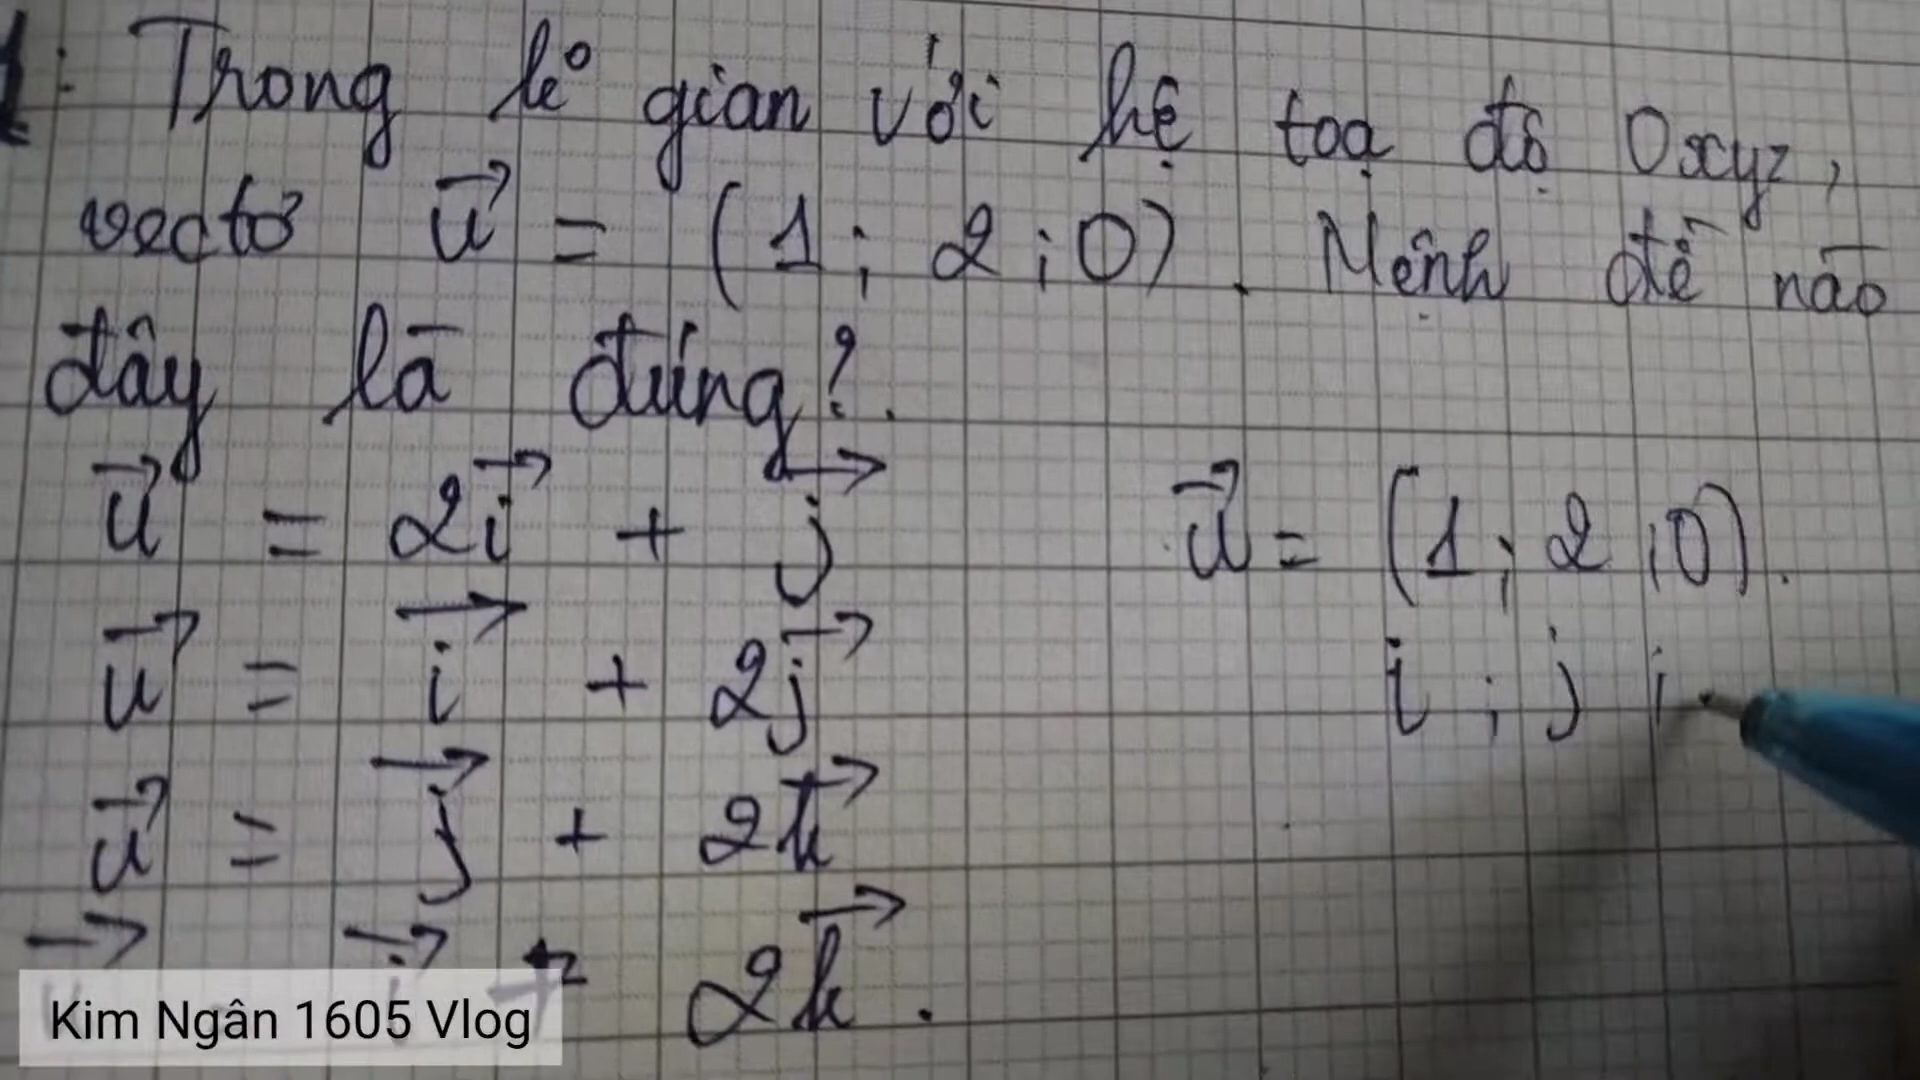 1: Trong ko gian với hệ toạ độ Oxyz,
vectơ u⃗ = (1; 2; 0). Mệnh đề nào
đây là đúng?.
u⃗ = 2i⃗ + j⃗
u⃗ = i⃗ + 2j⃗
u⃗ = j⃗ + 2k⃗
i⃗ + 2k⃗.
u⃗ = (1; 2; 0).
i ; j ;
Kim Ngân 1605 Vlog